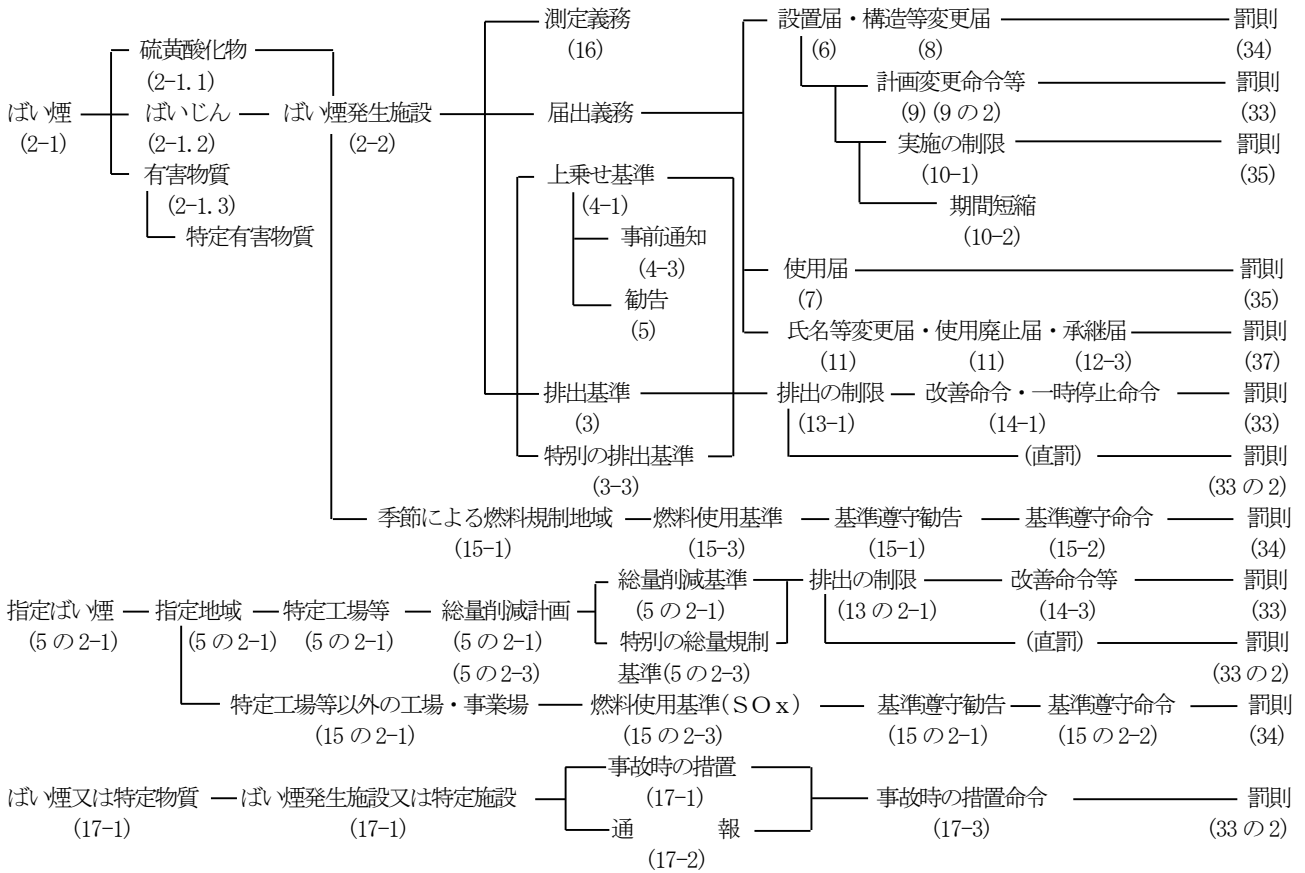 測定義務 設置届・構造等変更届 罰則
硫黄酸化物 (16) (6) (8) (34)
(2-1.1) 計画変更命令等 罰則
ばい煙 ばいじん ばい煙発生施設 届出義務 (9) (9の2) (33)
(2-1) (2-1.2) (2-2) 実施の制限 罰則
有害物質 上乗せ基準 (10-1) (35)
(2-1.3) (4-1) 期間短縮
特定有害物質 事前通知 (10-2)
(4-3) 使用届 罰則
勧告 (7) (35)
(5) 氏名等変更届・使用廃止届・承継届 罰則
(11) (11) (12-3) (37)
排出基準 排出の制限 改善命令・一時停止命令 罰則
(3) (13-1) (14-1) (33)
特別の排出基準 (直罰) 罰則
(3-3) (33の2)
季節による燃料規制地域 燃料使用基準 基準遵守勧告 基準遵守命令 罰則
(15-1) (15-3) (15-1) (15-2) (34)
総量削減基準 排出の制限 改善命令等 罰則
指定ばい煙 指定地域 特定工場等 総量削減計画 (5の2-1) (13の2-1) (14-3) (33)
(5の2-1) (5の2-1) (5の2-1) (5の2-1) 特別の総量規制 (直罰) 罰則
(5の2-3) 基準(5の2-3) (33の2)
特定工場等以外の工場・事業場 燃料使用基準(SOx) 基準遵守勧告 基準遵守命令 罰則
(15の2-1) (15の2-3) (15の2-1) (15の2-2) (34)
事故時の措置
ばい煙又は特定物質 ばい煙発生施設又は特定施設 (17-1) 事故時の措置命令 罰則
(17-1) (17-1) 通 報 (17-3) (33の2)
(17-2)